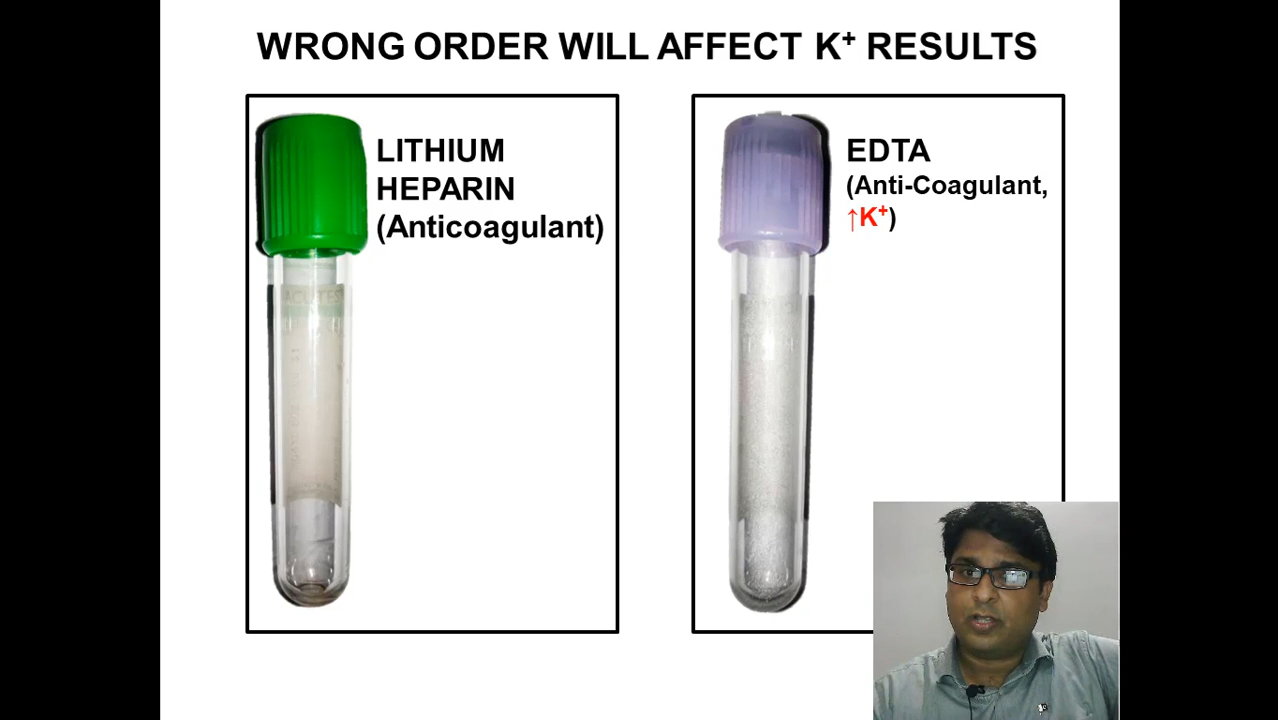 WRONG ORDER WILL AFFECT K⁺ RESULTS
LITHIUM
HEPARIN
(Anticoagulant)
EDTA
(Anti-Coagulant,
↑K⁺)